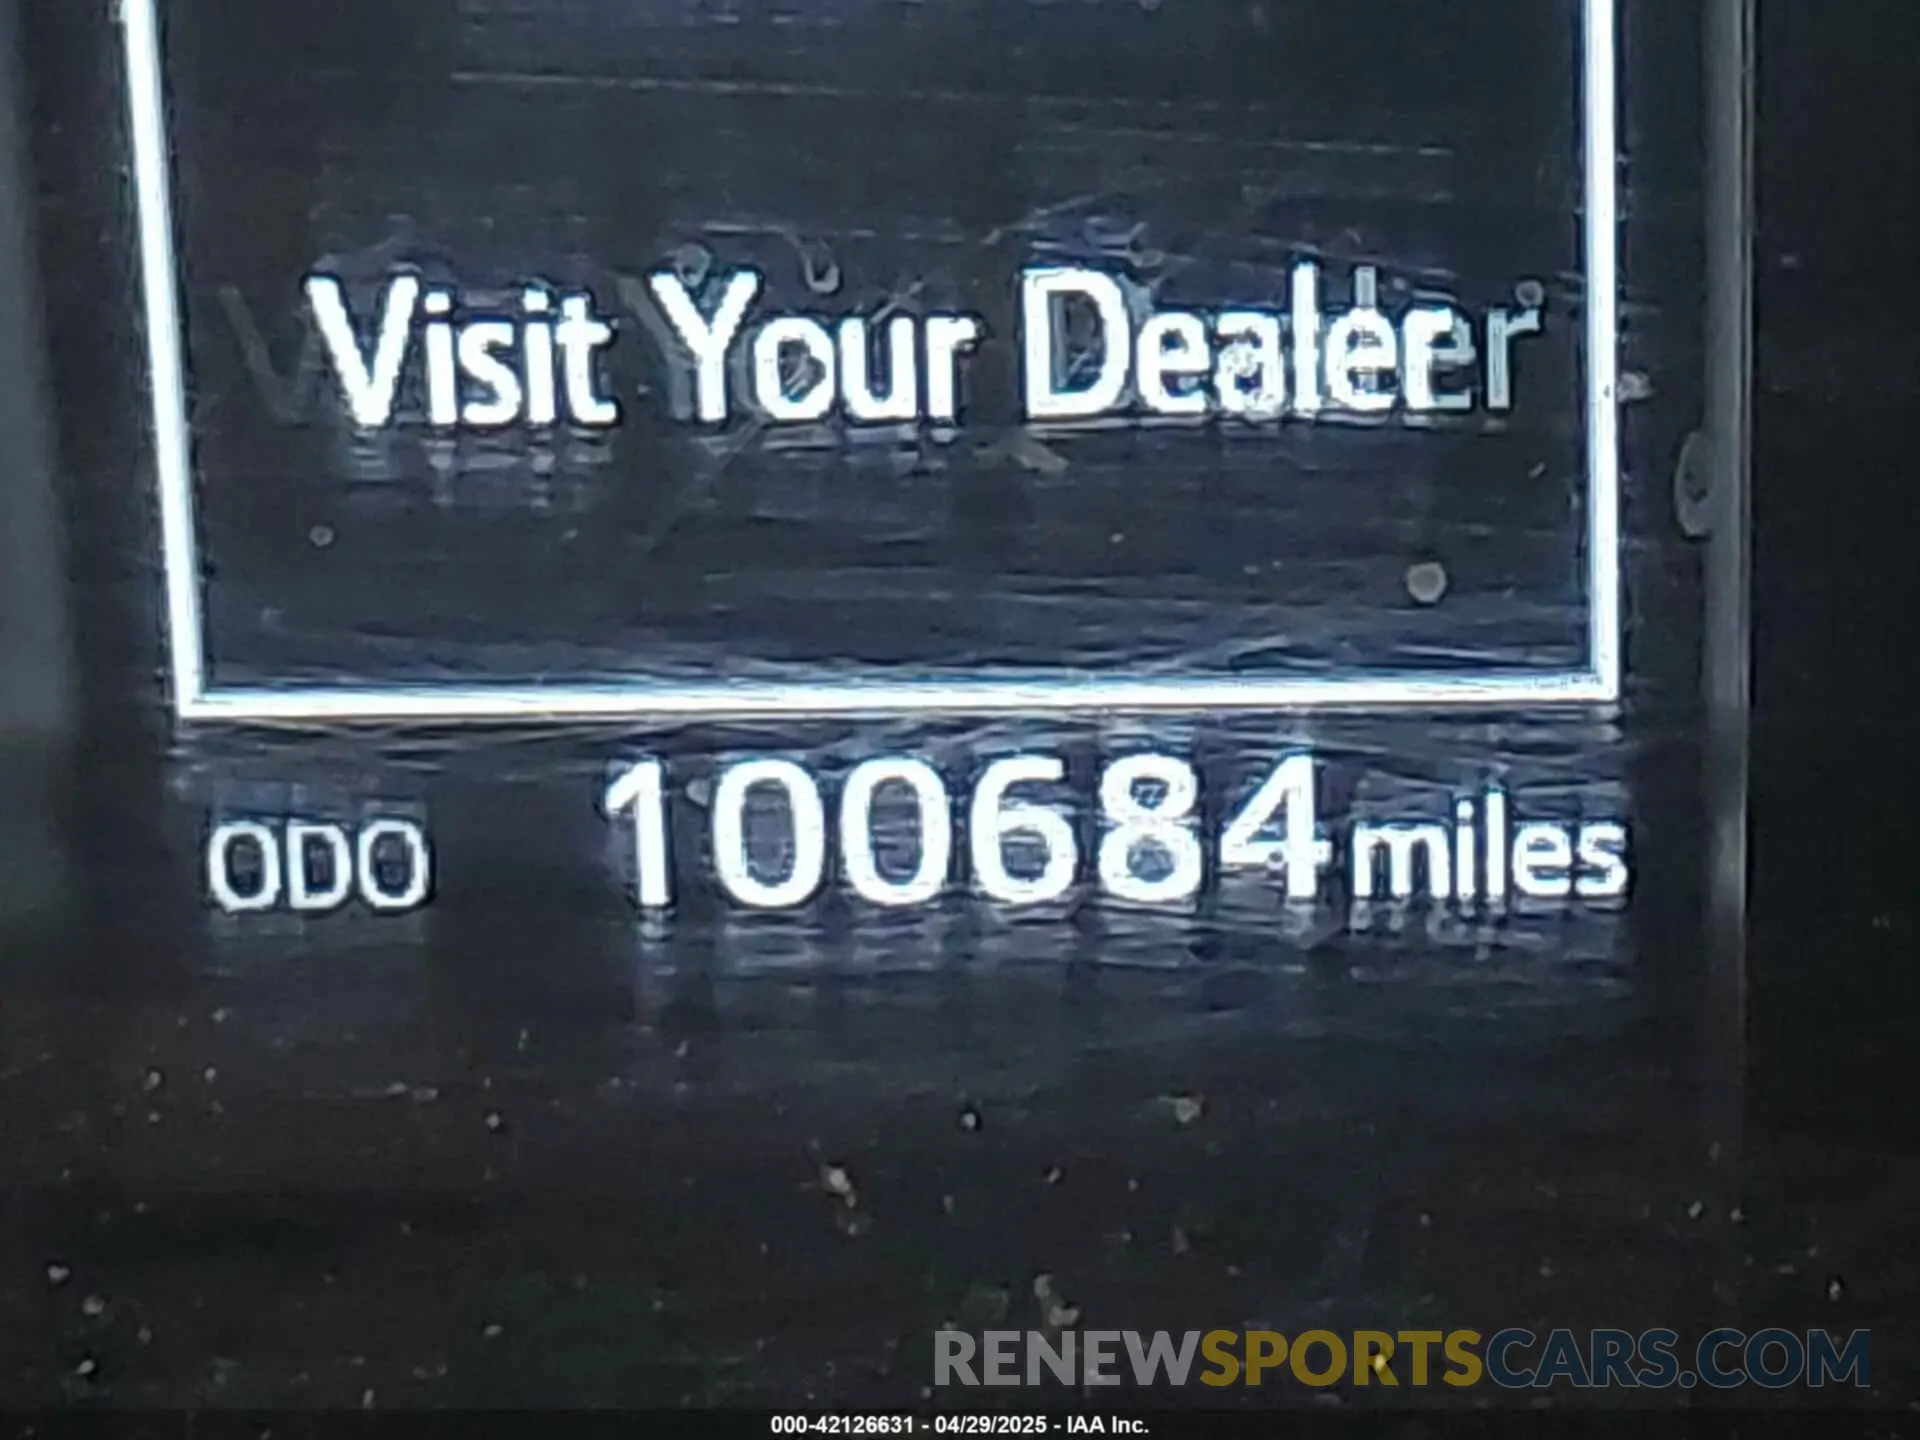 Visit Your Dealer
ODO 100684 miles
RENEWSPORTSCARS.COM
000-42126631 - 04/29/2025 - IAA Inc.